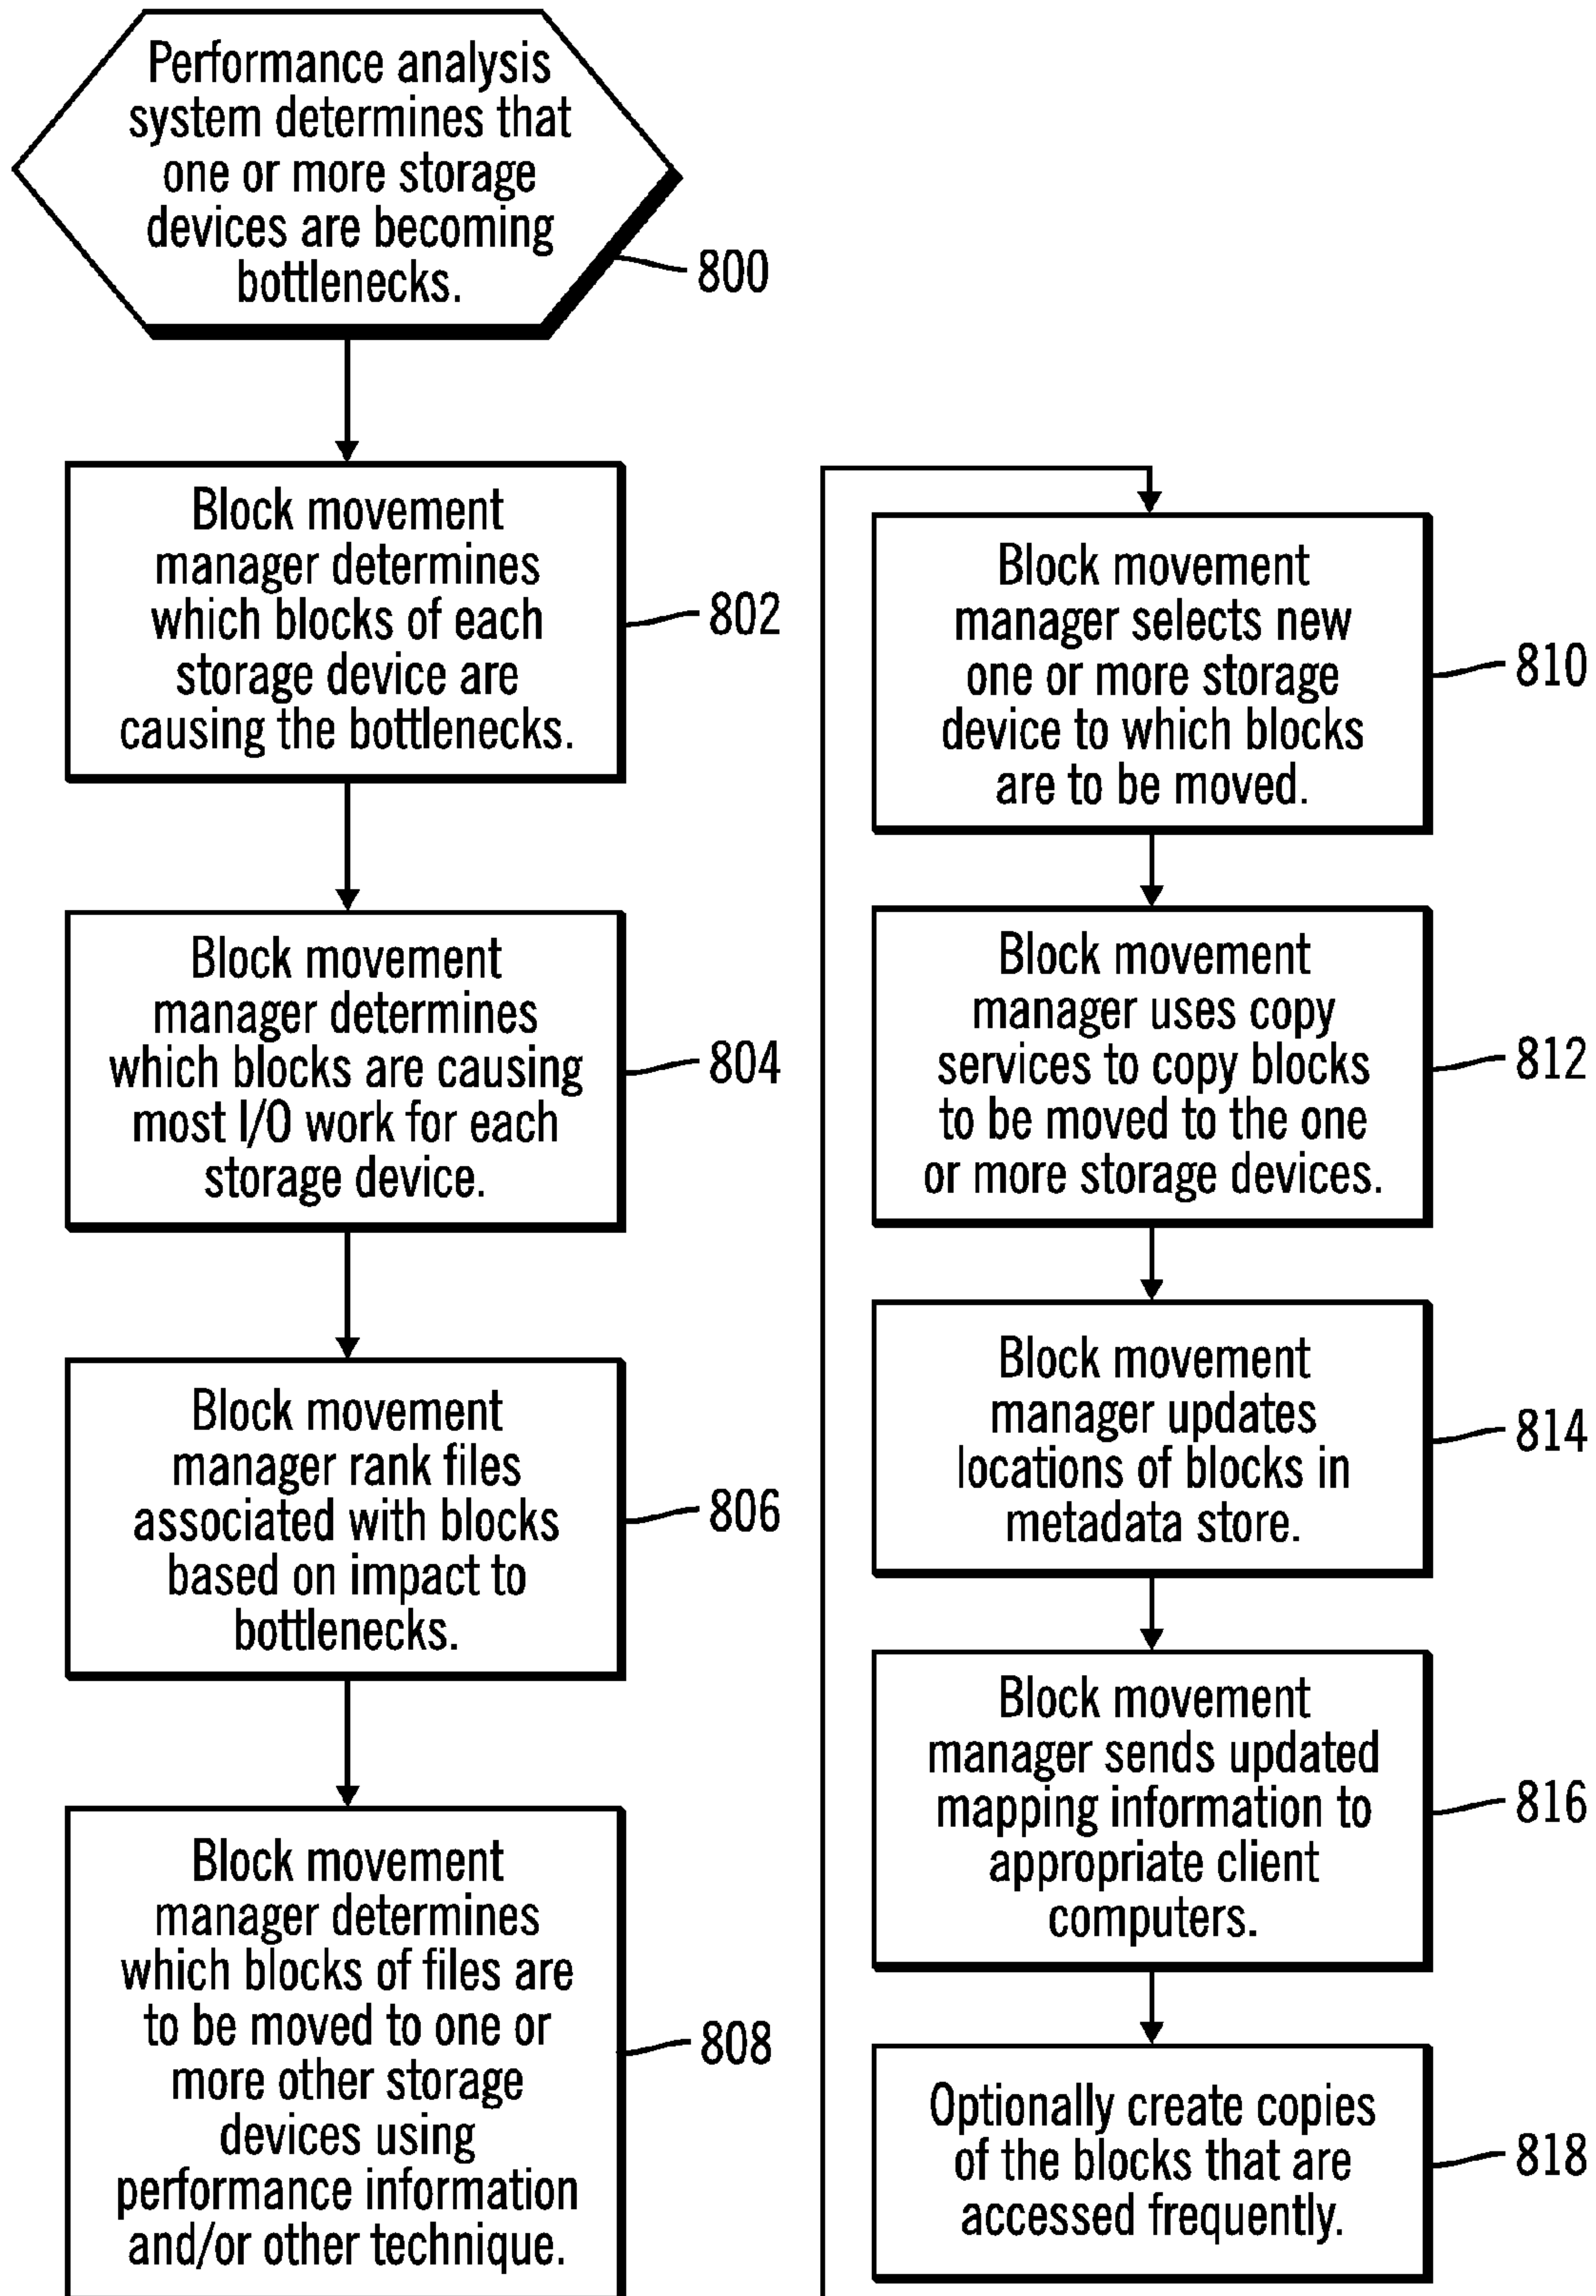 Performance analysis
system determines that
one or more storage
devices are becoming
bottlenecks.
800
Block movement
manager determines
which blocks of each
storage device are
causing the bottlenecks.
802
Block movement
manager determines
which blocks are causing
most I/O work for each
storage device.
804
Block movement
manager rank files
associated with blocks
based on impact to
bottlenecks.
806
Block movement
manager determines
which blocks of files are
to be moved to one or
more other storage
devices using
performance information
and/or other technique.
808
Block movement
manager selects new
one or more storage
device to which blocks
are to be moved.
810
Block movement
manager uses copy
services to copy blocks
to be moved to the one
or more storage devices.
812
Block movement
manager updates
locations of blocks in
metadata store.
814
Block movement
manager sends updated
mapping information to
appropriate client
computers.
816
Optionally create copies
of the blocks that are
accessed frequently.
818